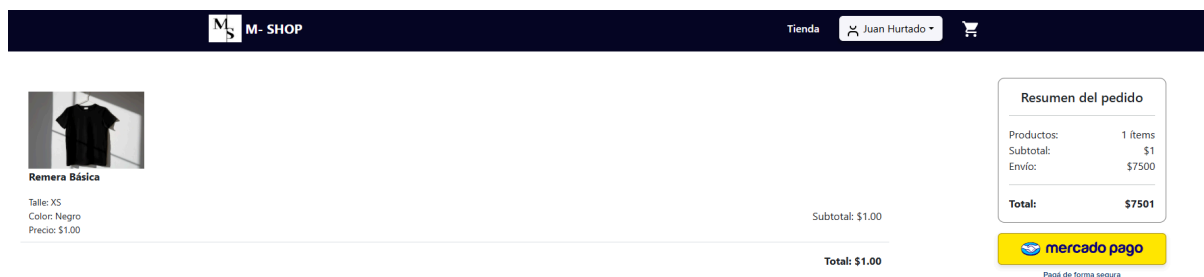 MS M- SHOP
Tienda
Juan Hurtado
Remera Básica
Talle: XS
Color: Negro
Precio: $1.00
Subtotal: $1.00
Total: $1.00
Resumen del pedido
Productos: 1 ítems
Subtotal: $1
Envío: $7500
Total: $7501
mercado pago
Pagá de forma segura